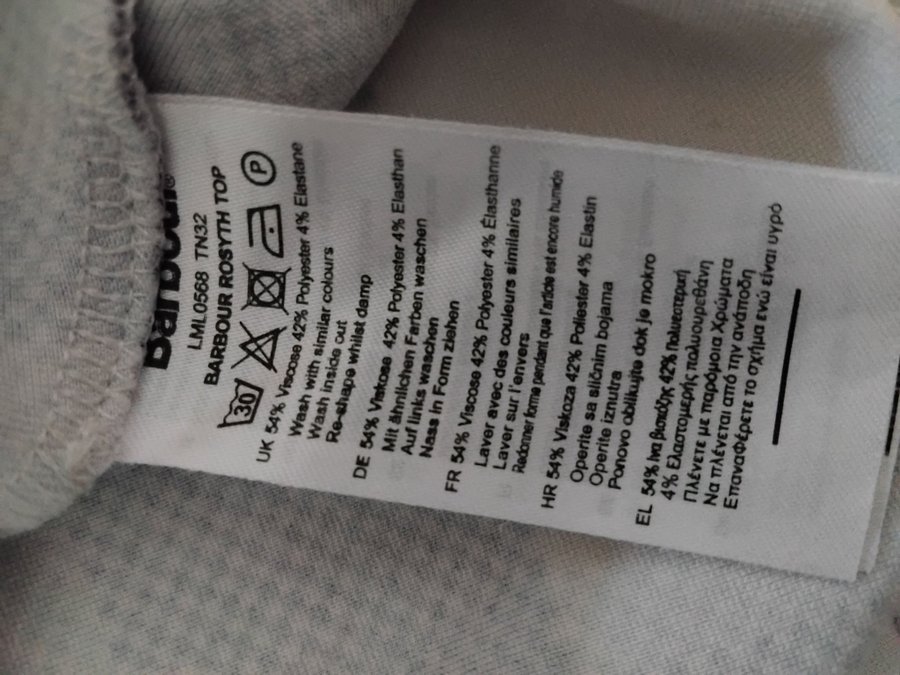 Barbour
LML0568 TN32
BARBOUR ROSYTH TOP
30 P
UK 54% Viscose 42% Polyester 4% Elastane
Wash with similar colours
Wash inside out
Re-shape whilst damp
DE 54% Viskose 42% Polyester 4% Elasthan
Mit ähnlichen Farben waschen
Auf links waschen
Nass in Form ziehen
FR 54% Viscose 42% Polyester 4% Élasthanne
Laver avec des couleurs similaires
Laver sur l'envers
Redonner forme pendant que l'article est encore humide
HR 54% Viskoza 42% Poliester 4% Elastin
Operite sa sličnim bojama
Operite iznutra
Ponovo oblikujte dok je mokro
EL 54% ίνα βισκόζης 42% πολυεστερική
4% Ελαστομερής πολυουρεθάνη
Πλένετε με παρόμοια Χρώματα
Να πλένεται από την ανάποδη
Επαναφέρετε το σχήμα ενώ είναι υγρό